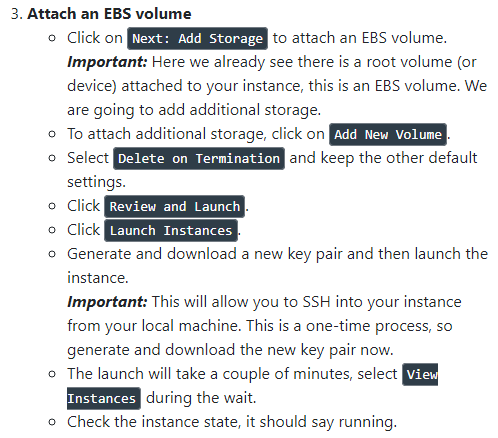 3. Attach an EBS volume
○ Click on Next: Add Storage to attach an EBS volume.
Important: Here we already see there is a root volume (or
device) attached to your instance, this is an EBS volume. We
are going to add additional storage.
○ To attach additional storage, click on Add New Volume.
○ Select Delete on Termination and keep the other default
settings.
○ Click Review and Launch.
○ Click Launch Instances.
○ Generate and download a new key pair and then launch the
instance.
Important: This will allow you to SSH into your instance
from your local machine. This is a one-time process, so
generate and download the new key pair now.
○ The launch will take a couple of minutes, select View
Instances during the wait.
○ Check the instance state, it should say running.